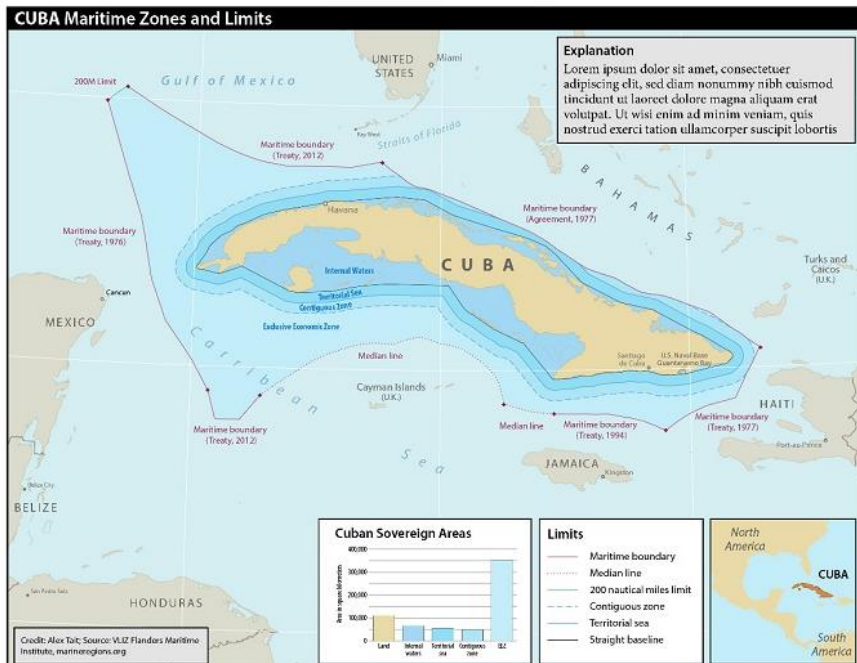 CUBA Maritime Zones and Limits
UNITED
STATES
Miami
Explanation
Lorem ipsum dolor sit amet, consectetuer
adipiscing elit, sed diam nonummy nibh euismod
tincidunt ut laoreet dolore magna aliquam erat
volutpat. Ut wisi enim ad minim veniam, quis
nostrud exerci tation ullamcorper suscipit lobortis
200M Limit
Gulf of Mexico
Key West
Straits of Florida
Maritime boundary
(Treaty, 2012)
BAHAMAS
Maritime boundary
(Agreement, 1977)
Havana
Maritime boundary
(Treaty, 1976)
CUBA
Internal Waters
Territorial Sea
Contiguous Zone
Exclusive Economic Zone
Turks and
Caicos
(U.K.)
Cancun
MEXICO
Carribean
Sea
Median line
Santiago
de Cuba
U.S. Naval Base
Guantanamo Bay
Cayman Islands
(U.K.)
HAITI
Port-au-Prince
Maritime boundary
(Treaty, 2012)
Median line
Maritime boundary
(Treaty, 1994)
Maritime boundary
(Treaty, 1977)
JAMAICA
Kingston
Belize City
BELIZE
San Pedro Sula
HONDURAS
Credit: Alex Tait; Source: VLIZ Flanders Maritime
Institute, marineregions.org
Cuban Sovereign Areas
Area in square kilometers
400,000
300,000
200,000
100,000
0
Land
Internal
waters
Territorial
sea
Contiguous
zone
EEZ
Limits
Maritime boundary
Median line
200 nautical miles limit
Contiguous zone
Territorial sea
Straight baseline
North
America
CUBA
South
America